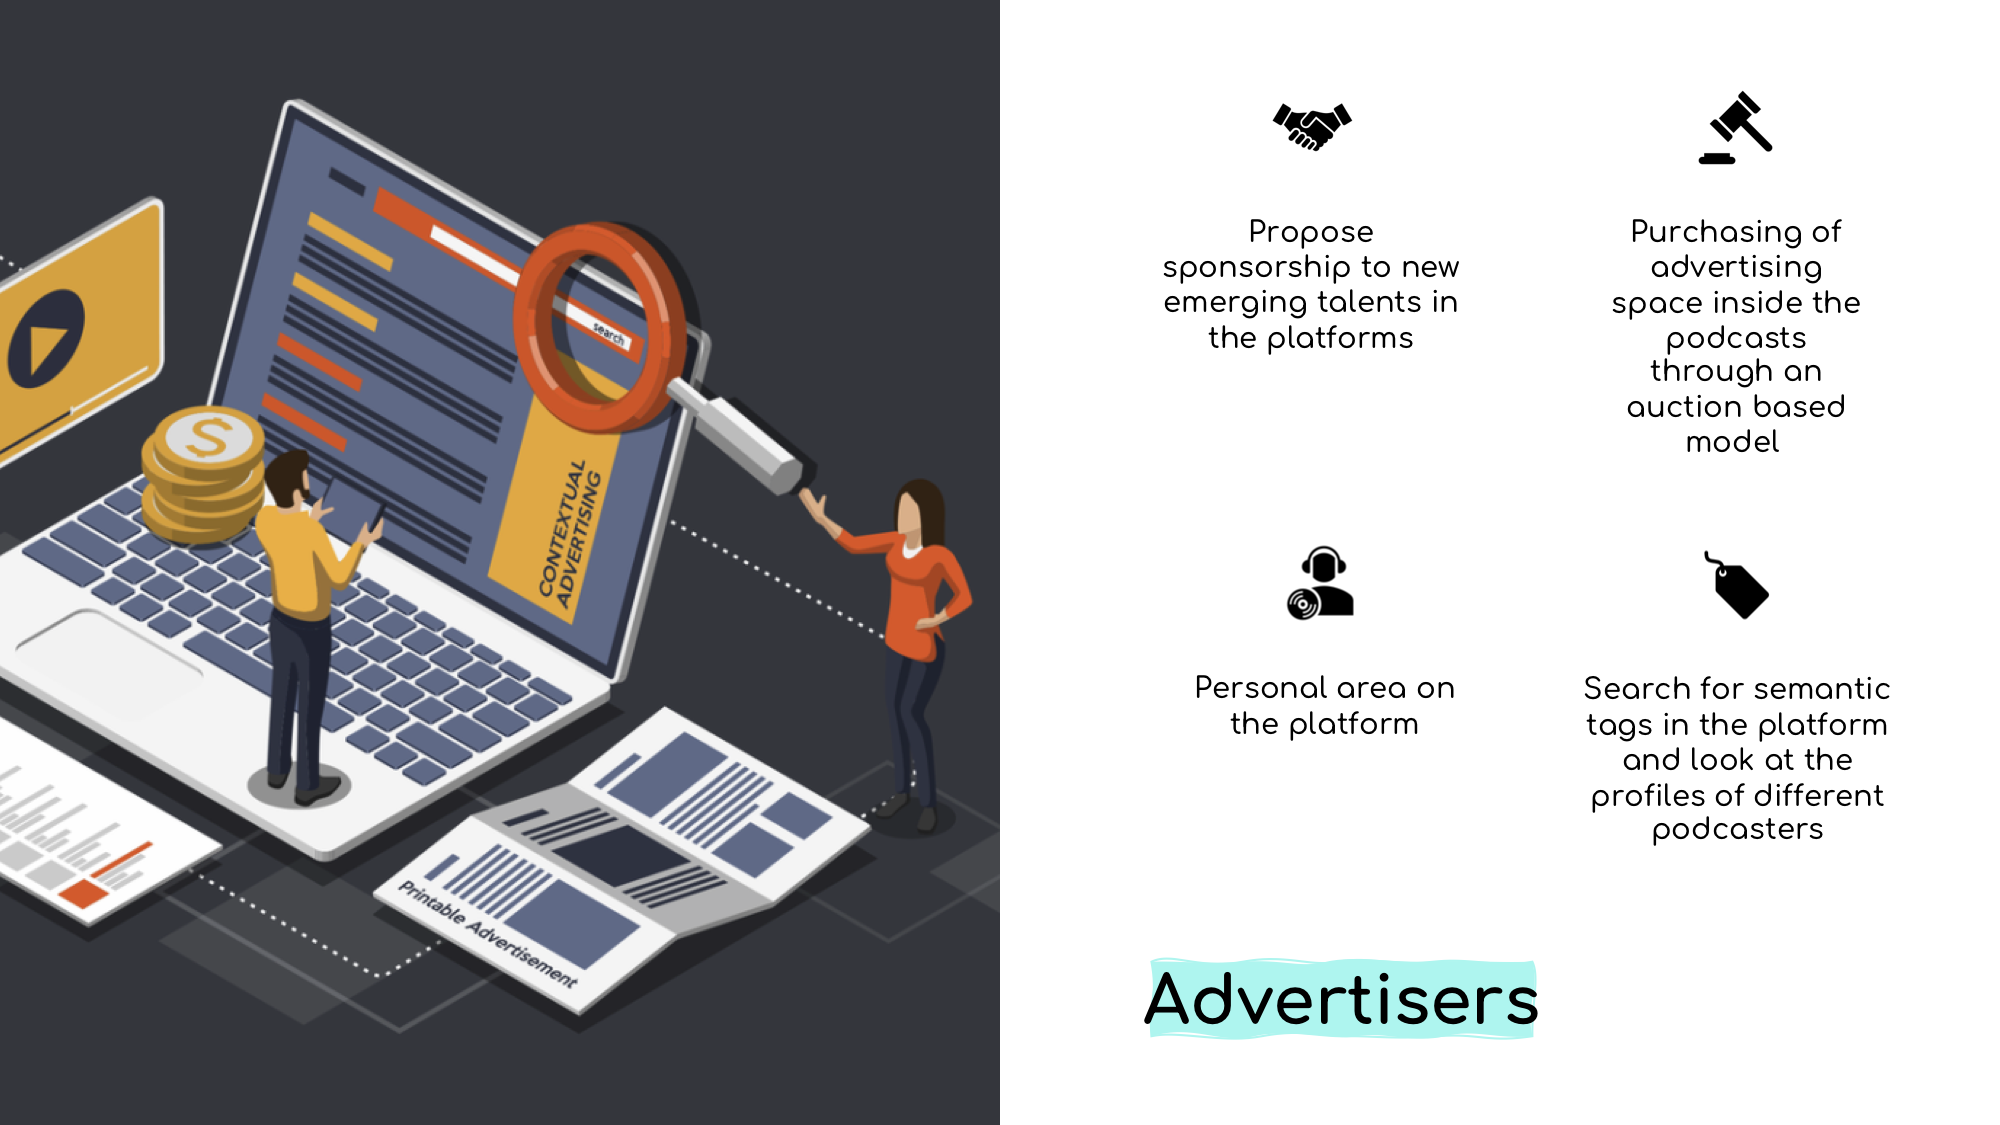 search
CONTEXTUAL
ADVERTISING
$
Printable Advertisement
Propose
sponsorship to new
emerging talents in
the platforms
Purchasing of
advertising
space inside the
podcasts
through an
auction based
model
Personal area on
the platform
Search for semantic
tags in the platform
and look at the
profiles of different
podcasters
Advertisers